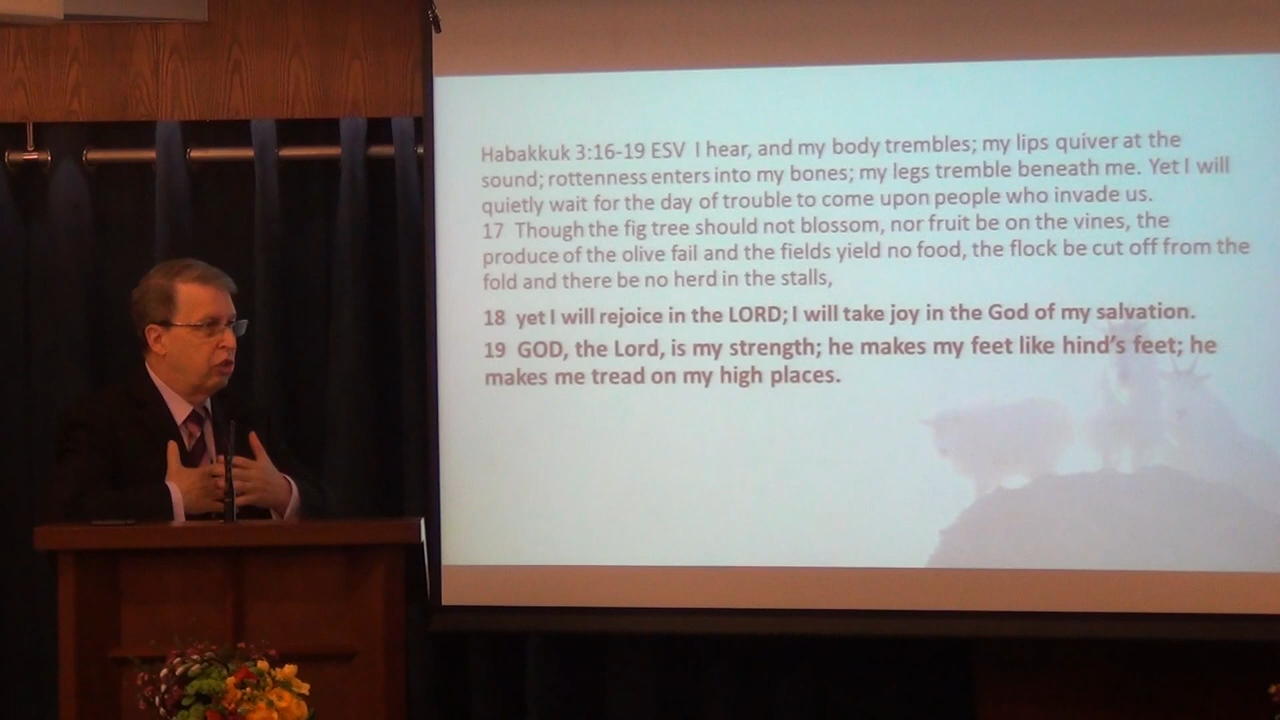 Habakkuk 3:16-19 ESV I hear, and my body trembles; my lips quiver at the
sound; rottenness enters into my bones; my legs tremble beneath me. Yet I will
quietly wait for the day of trouble to come upon people who invade us.
17 Though the fig tree should not blossom, nor fruit be on the vines, the
produce of the olive fail and the fields yield no food, the flock be cut off from the
fold and there be no herd in the stalls,
18 yet I will rejoice in the LORD; I will take joy in the God of my salvation.
19 GOD, the Lord, is my strength; he makes my feet like hind's feet; he
makes me tread on my high places.